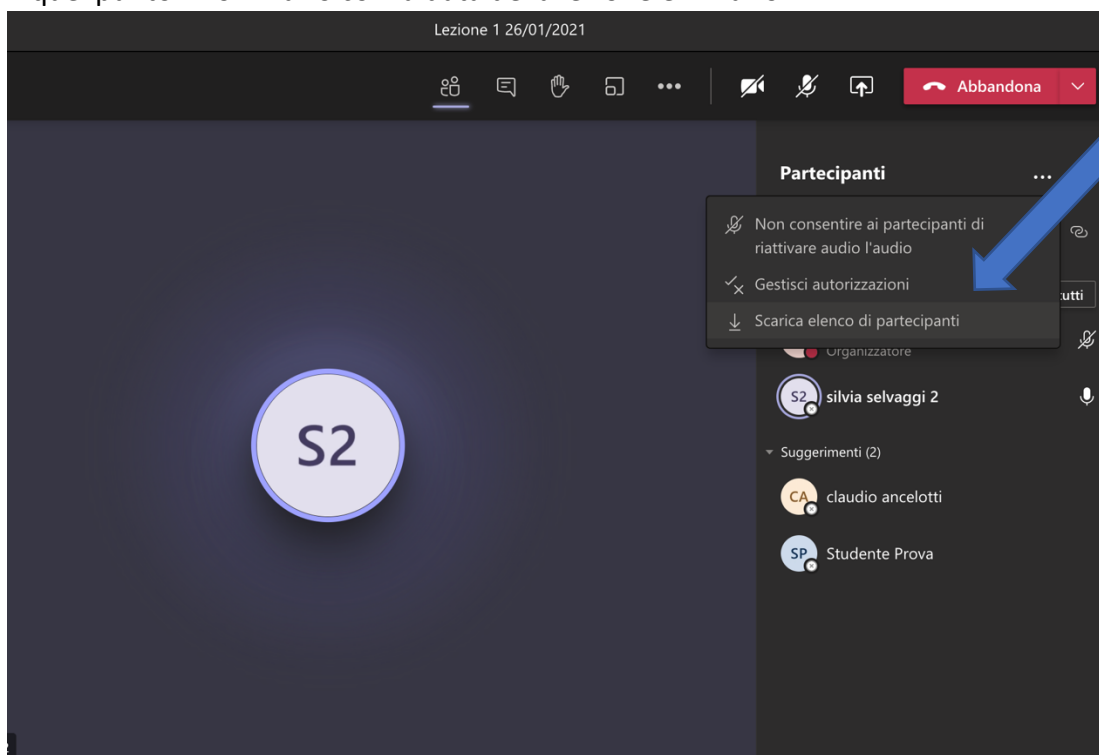 Lezione 1 26/01/2021
Abbandona
Partecipanti
Non consentire ai partecipanti di
riattivare audio l'audio
Gestisci autorizzazioni
tutti
Scarica elenco di partecipanti
Organizzatore
S2 silvia selvaggi 2
S2
Suggerimenti (2)
CA claudio ancelotti
SP Studente Prova